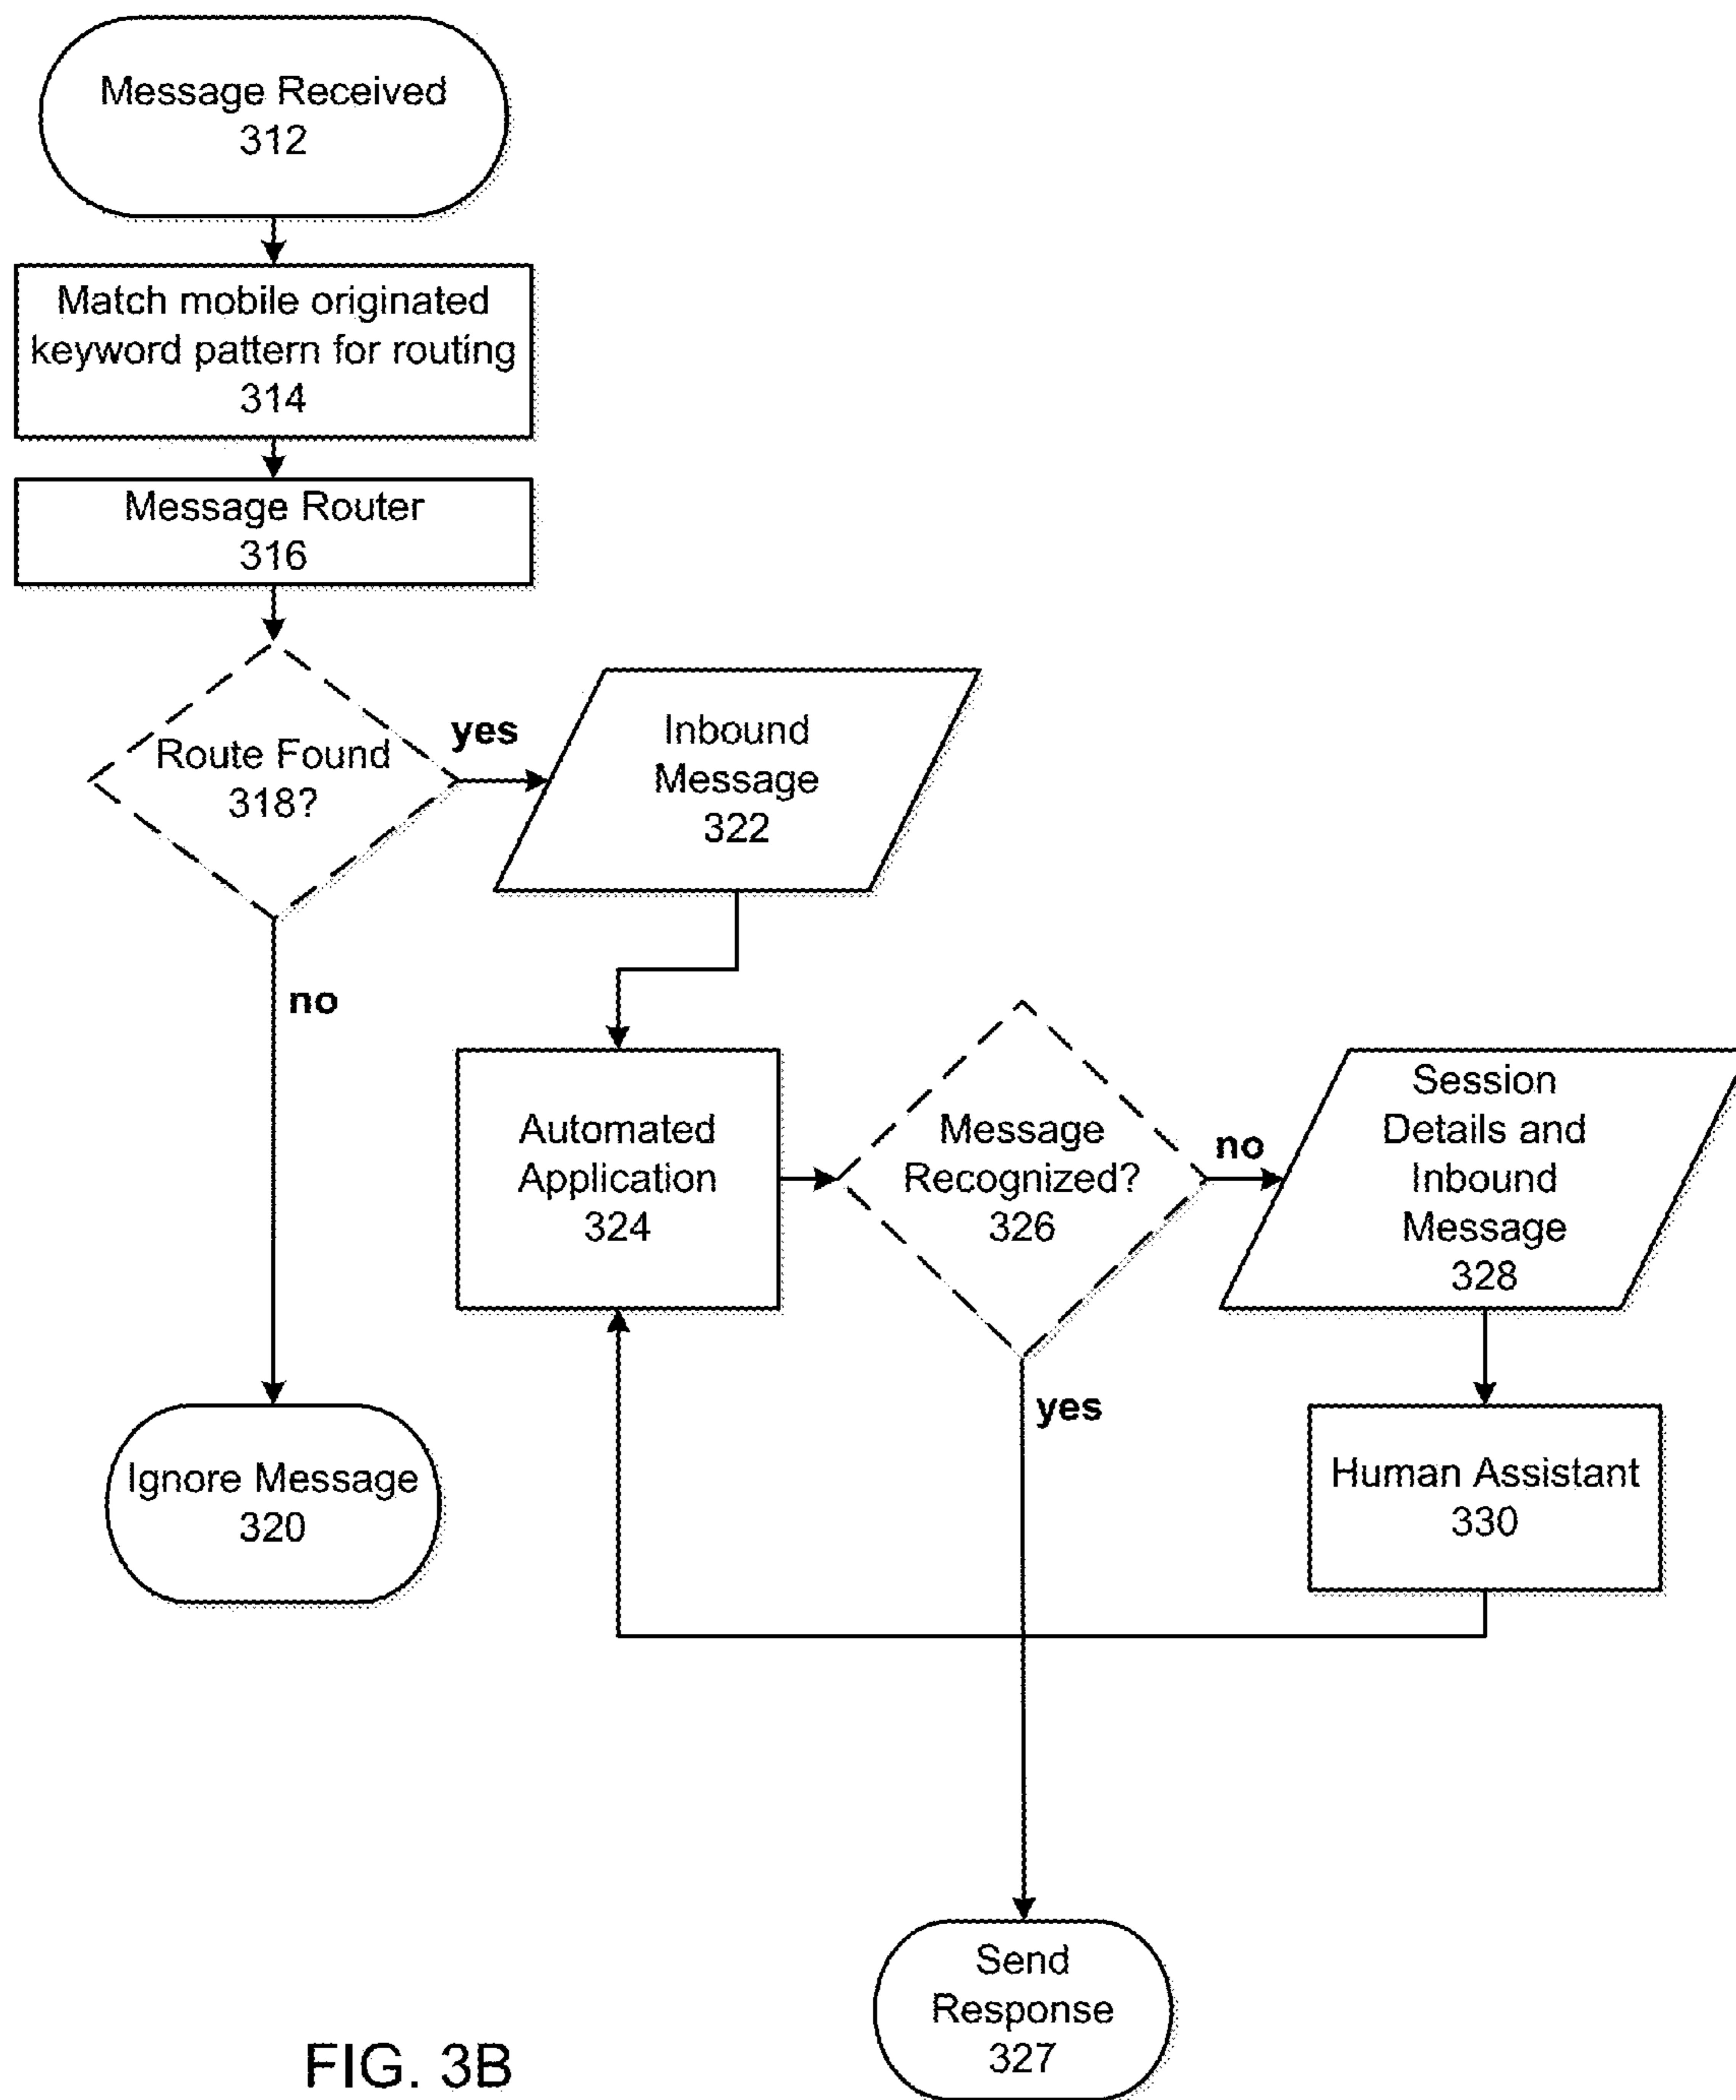 Message Received
312
Match mobile originated
keyword pattern for routing
314
Message Router
316
Route Found
318?
yes
no
Inbound
Message
322
Automated
Application
324
Message
Recognized?
326
no
yes
Session
Details and
Inbound
Message
328
Human Assistant
330
Ignore Message
320
Send
Response
327
FIG. 3B